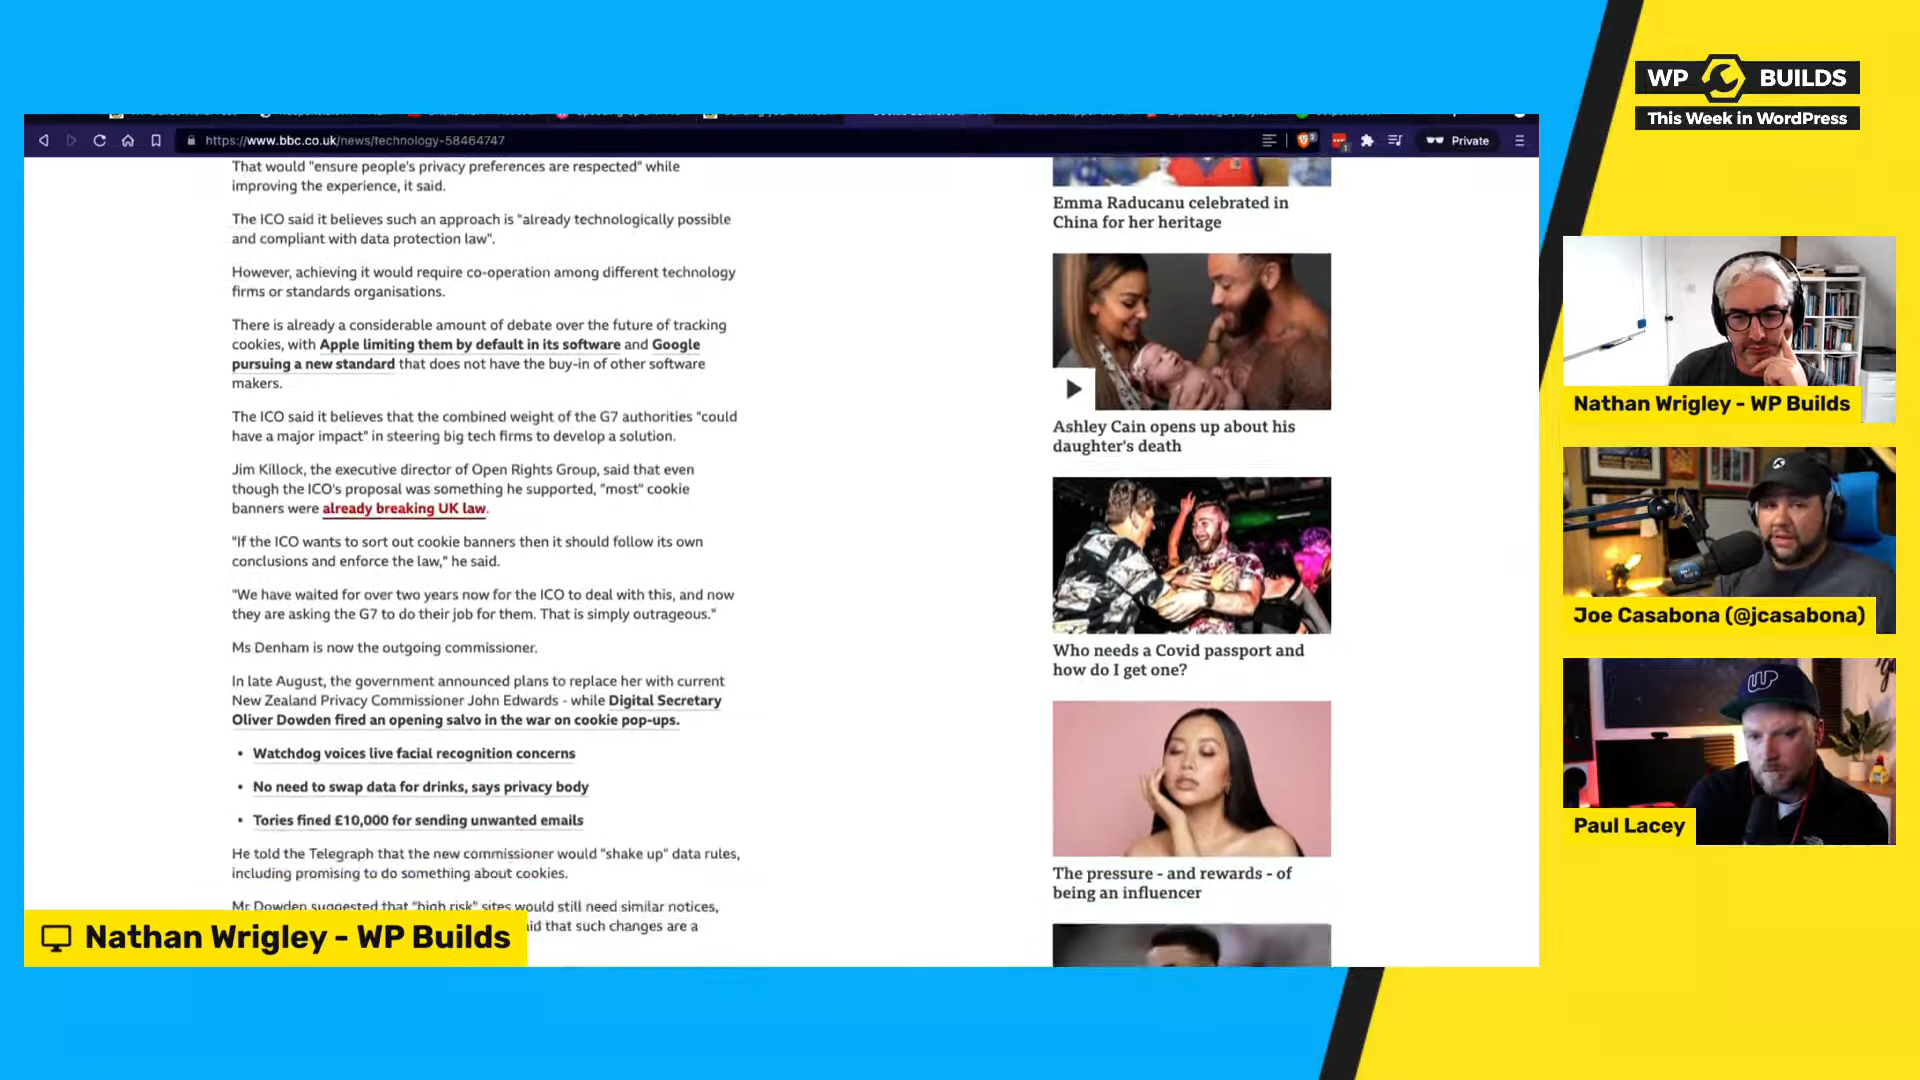 WP BUILDS
This Week in WordPress
https://www.bbc.co.uk/news/technology-58464747
Private
That would "ensure people's privacy preferences are respected" while
improving the experience, it said.
The ICO said it believes such an approach is "already technologically possible
and compliant with data protection law".
However, achieving it would require co-operation among different technology
firms or standards organisations.
There is already a considerable amount of debate over the future of tracking
cookies, with Apple limiting them by default in its software and Google
pursuing a new standard that does not have the buy-in of other software
makers.
The ICO said it believes that the combined weight of the G7 authorities "could
have a major impact" in steering big tech firms to develop a solution.
Jim Killock, the executive director of Open Rights Group, said that even
though the ICO's proposal was something he supported, "most" cookie
banners were already breaking UK law.
"If the ICO wants to sort out cookie banners then it should follow its own
conclusions and enforce the law," he said.
"We have waited for over two years now for the ICO to deal with this, and now
they are asking the G7 to do their job for them. That is simply outrageous."
Ms Denham is now the outgoing commissioner.
In late August, the government announced plans to replace her with current
New Zealand Privacy Commissioner John Edwards - while Digital Secretary
Oliver Dowden fired an opening salvo in the war on cookie pop-ups.
• Watchdog voices live facial recognition concerns
• No need to swap data for drinks, says privacy body
• Tories fined £10,000 for sending unwanted emails
He told the Telegraph that the new commissioner would "shake up" data rules,
including promising to do something about cookies.
Mr Dowden suggested that "high risk" sites would still need similar notices,
said that such changes are a
Emma Raducanu celebrated in
China for her heritage
Ashley Cain opens up about his
daughter's death
Who needs a Covid passport and
how do I get one?
The pressure - and rewards - of
being an influencer
Nathan Wrigley - WP Builds
Nathan Wrigley - WP Builds
Joe Casabona (@jcasabona)
Paul Lacey